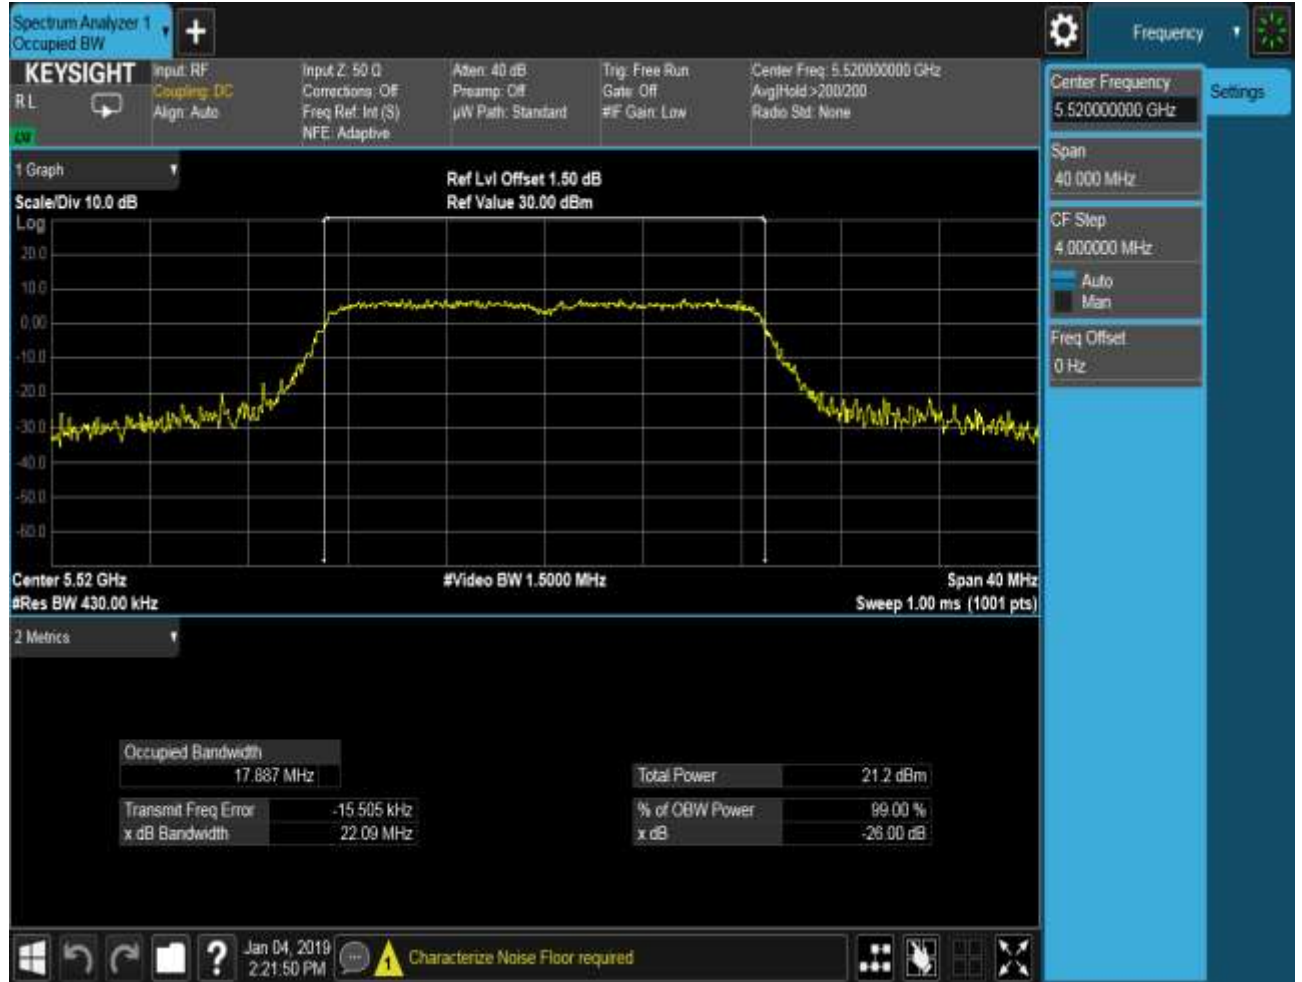 Spectrum Analyzer 1
Occupied BW
+
Frequency
KEYSIGHT
R L
Input: RF
Coupling: DC
Align: Auto
Input Z: 50 Ω
Corrections: Off
Freq Ref: Int (S)
NFE: Adaptive
Atten: 40 dB
Preamp: Off
µW Path: Standard
Trig: Free Run
Gate: Off
#IF Gain: Low
Center Freq: 5.520000000 GHz
Avg|Hold:>200/200
Radio Std: None
Center Frequency
5.520000000 GHz
Settings
Span
40.000 MHz
CF Step
4.000000 MHz
Auto
Man
Freq Offset
0 Hz
1 Graph
Scale/Div 10.0 dB
Ref Lvl Offset 1.50 dB
Ref Value 30.00 dBm
Log
20.0
10.0
0.00
-10.0
-20.0
-30.0
-40.0
-50.0
-60.0
Center 5.52 GHz
#Video BW 1.5000 MHz
Span 40 MHz
#Res BW 430.00 kHz
Sweep 1.00 ms (1001 pts)
2 Metrics
Occupied Bandwidth
17.887 MHz
Total Power 21.2 dBm
Transmit Freq Error -15.505 kHz
% of OBW Power 99.00 %
x dB Bandwidth 22.09 MHz
x dB -26.00 dB
?
Jan 04, 2019
2:21:50 PM
1
Characterize Noise Floor required